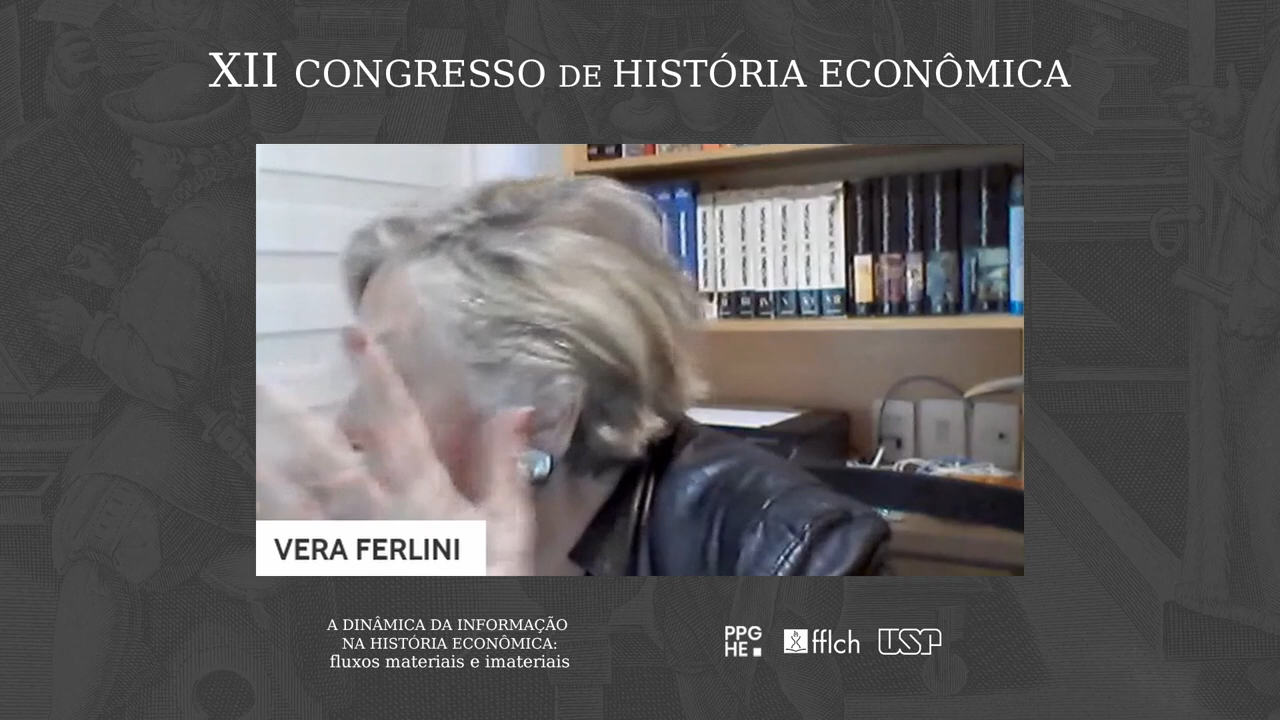 XII CONGRESSO DE HISTÓRIA ECONÔMICA
VERA FERLINI
A DINÂMICA DA INFORMAÇÃO
NA HISTÓRIA ECONÔMICA:
fluxos materiais e imateriais
PPG
HE
fflch
USP